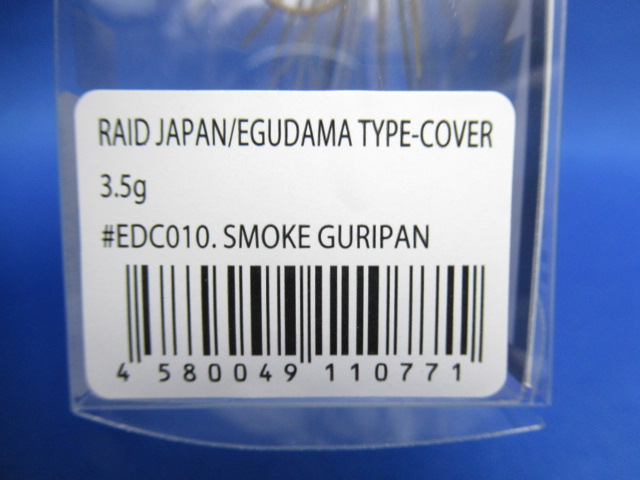 RAID JAPAN/EGUDAMA TYPE-COVER
3.5g
#EDC010. SMOKE GURIPAN
4 580049 110771